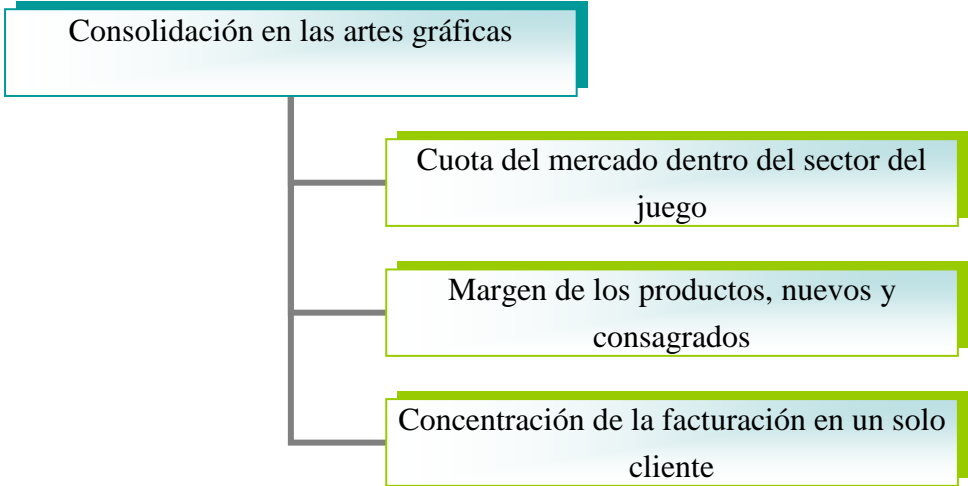 Consolidación en las artes gráficas
Cuota del mercado dentro del sector del
juego
Margen de los productos, nuevos y
consagrados
Concentración de la facturación en un solo
cliente